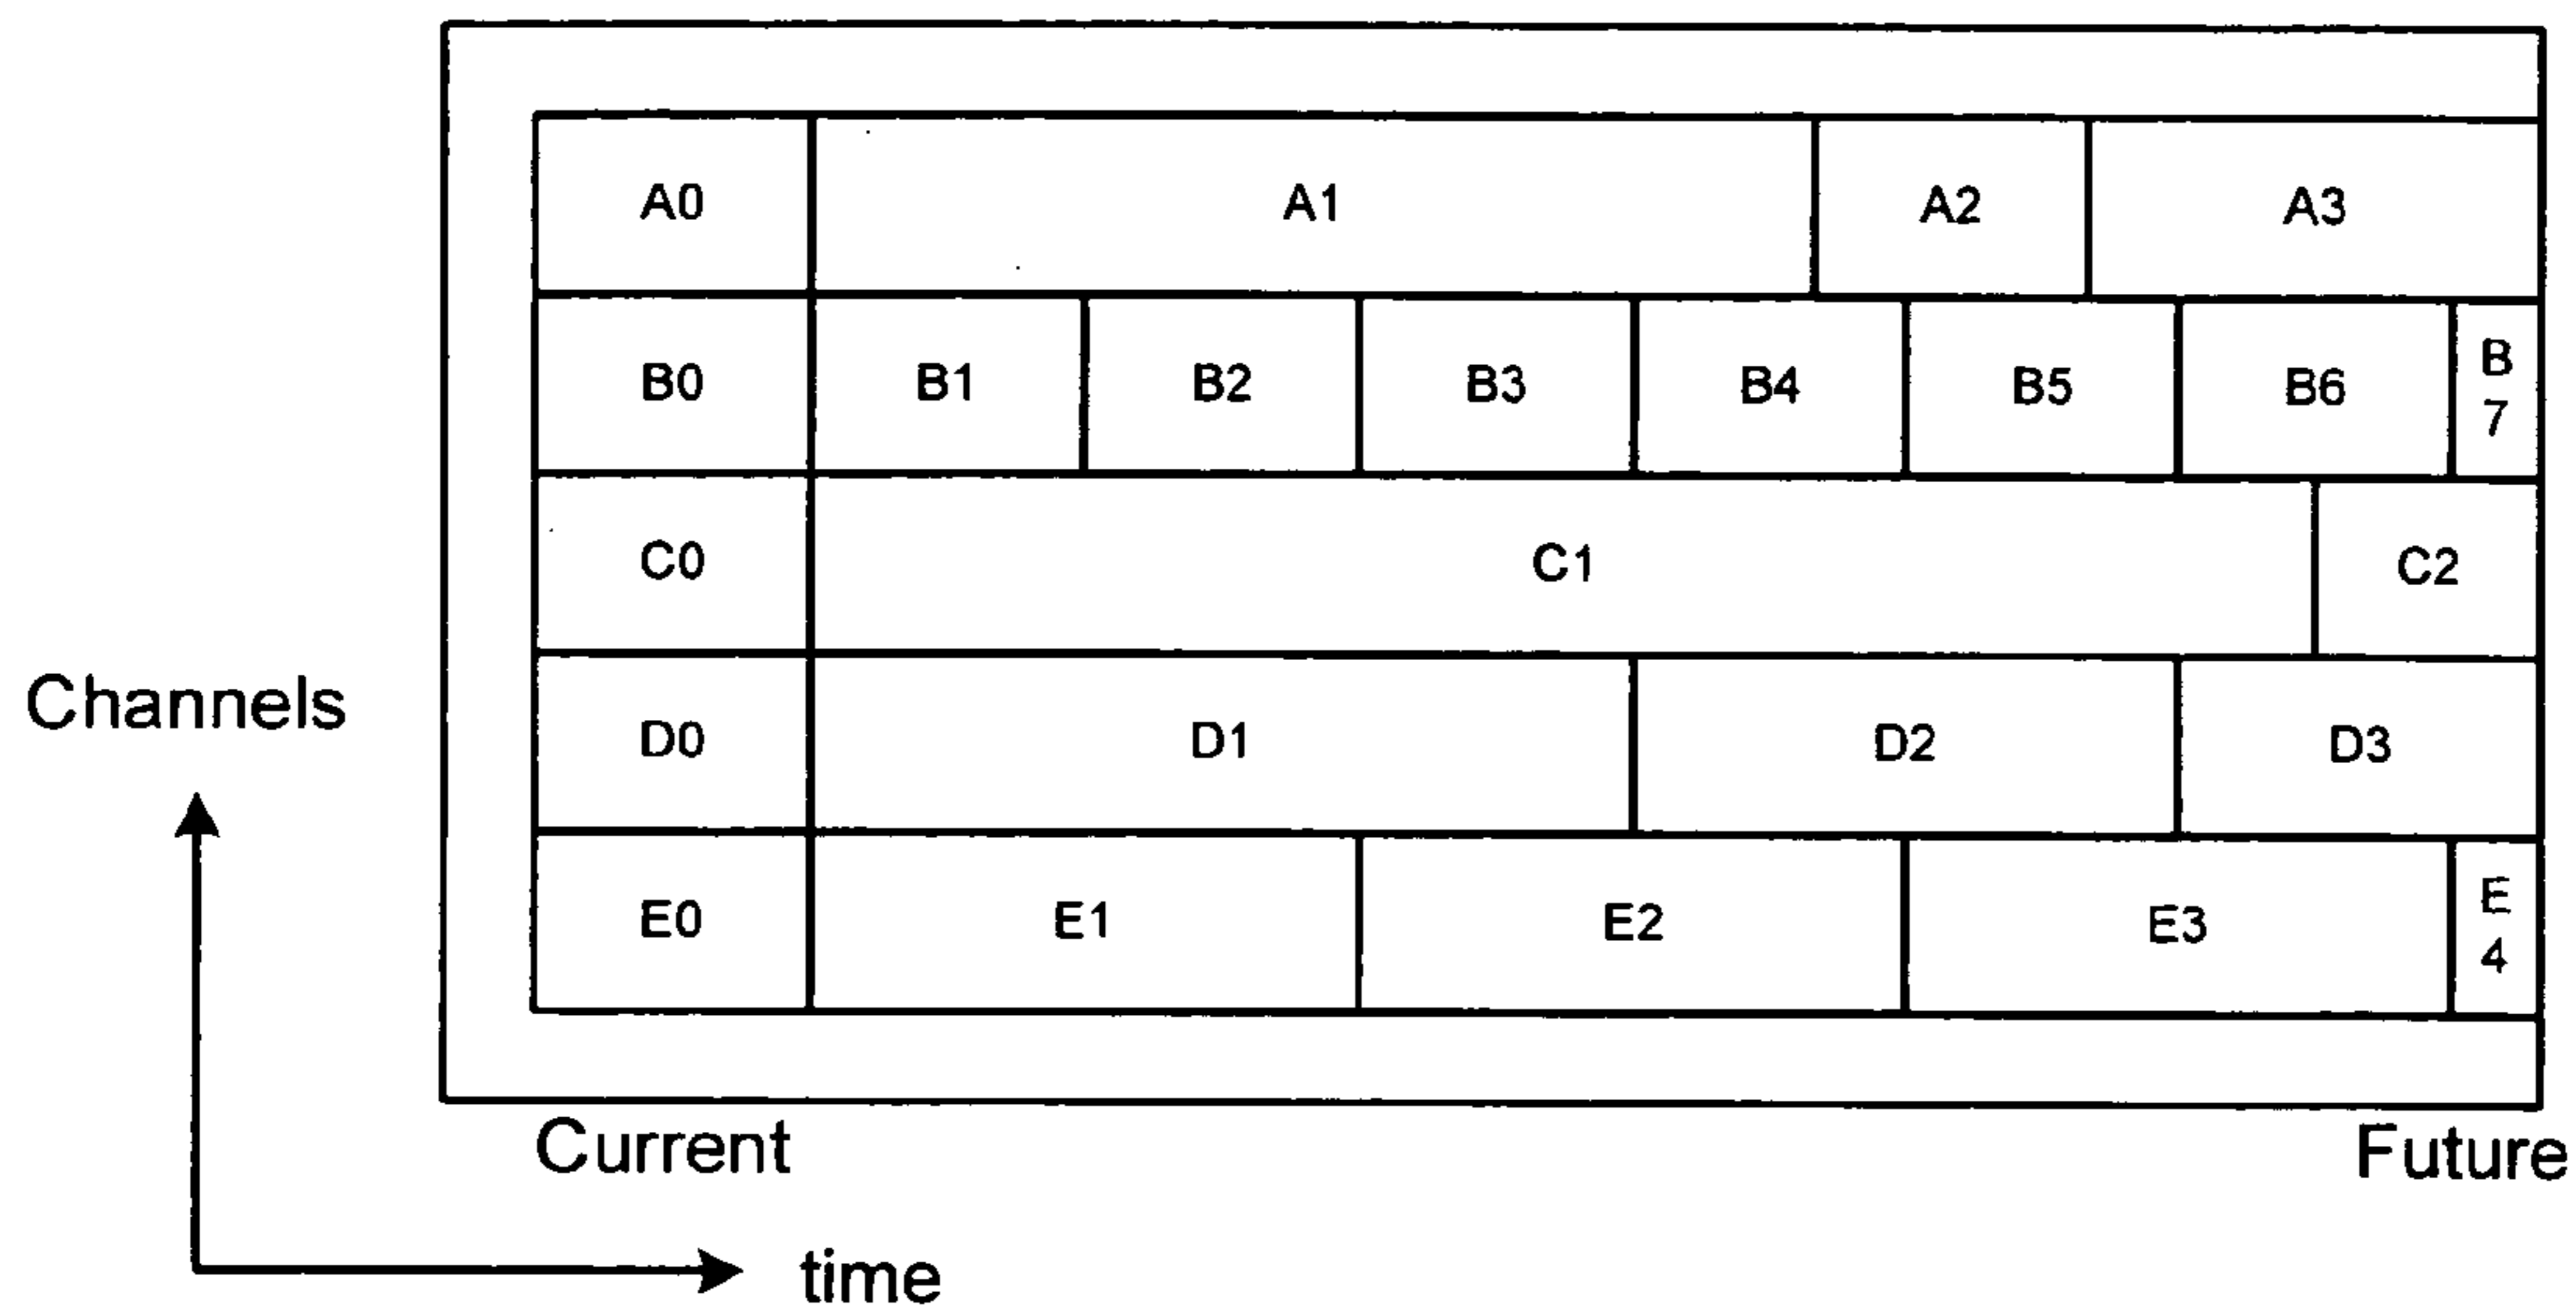 A0 A1 A2 A3
B0 B1 B2 B3 B4 B5 B6 B
7
C0 C1 C2
Channels
D0 D1 D2 D3
E0 E1 E2 E3 E
4
Current Future
time